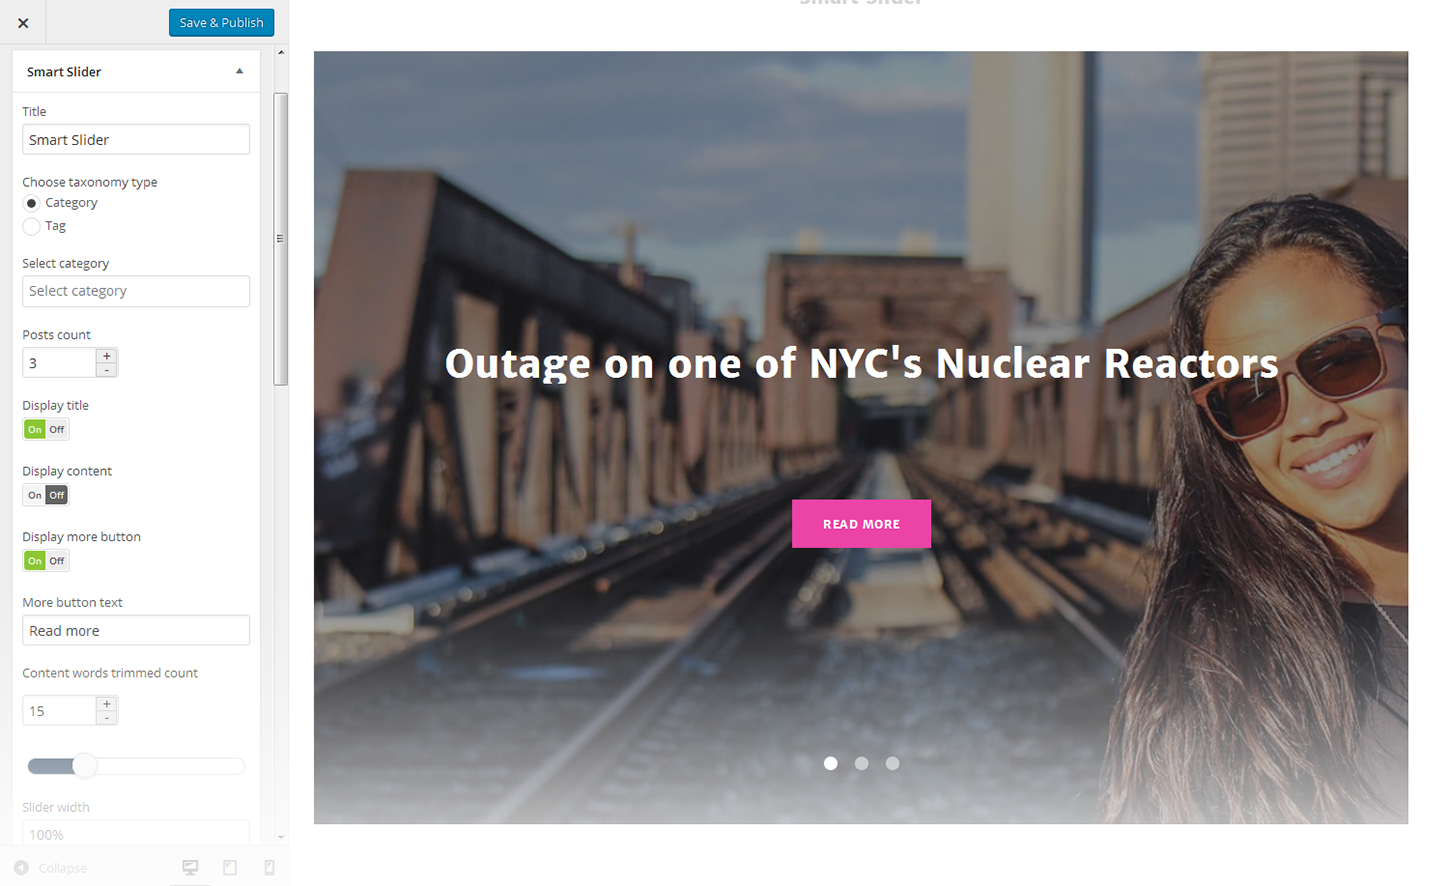 Save & Publish
Smart Slider
Title
Smart Slider
Choose taxonomy type
Category
Tag
Select category
Select category
Posts count
3
+
-
Display title
On Off
Display content
On Off
Display more button
On Off
More button text
Read more
Content words trimmed count
15
+
-
Slider width
100%
Collapse
Smart Slider
Outage on one of NYC's Nuclear Reactors
READ MORE